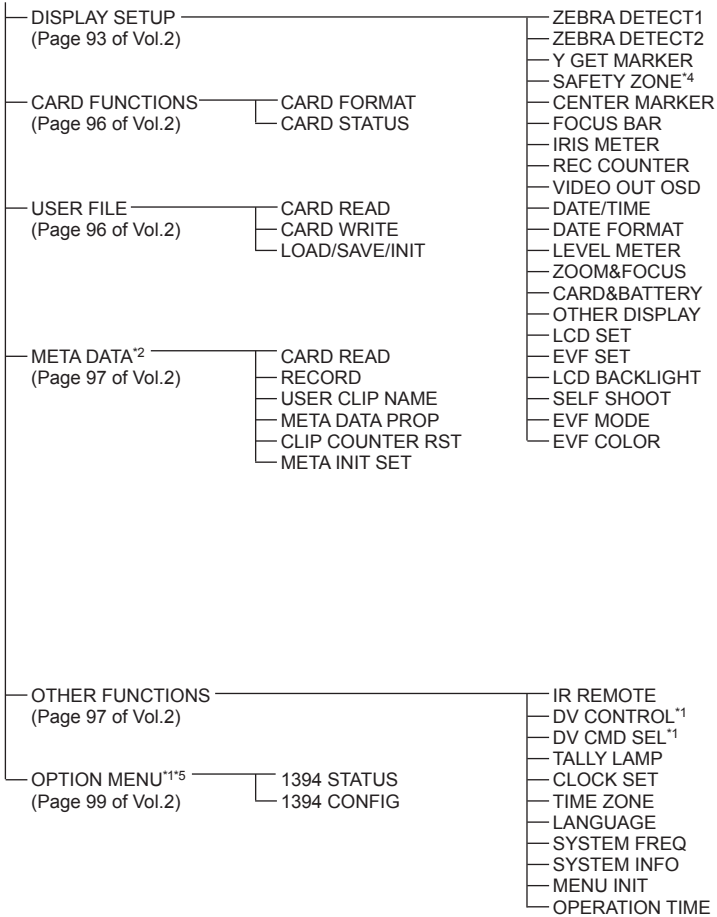 DISPLAY SETUP
(Page 93 of Vol.2)
ZEBRA DETECT1
ZEBRA DETECT2
Y GET MARKER
SAFETY ZONE*4
CENTER MARKER
FOCUS BAR
IRIS METER
REC COUNTER
VIDEO OUT OSD
DATE/TIME
DATE FORMAT
LEVEL METER
ZOOM&FOCUS
CARD&BATTERY
OTHER DISPLAY
LCD SET
EVF SET
LCD BACKLIGHT
SELF SHOOT
EVF MODE
EVF COLOR
CARD FUNCTIONS
(Page 96 of Vol.2)
CARD FORMAT
CARD STATUS
USER FILE
(Page 96 of Vol.2)
CARD READ
CARD WRITE
LOAD/SAVE/INIT
META DATA*2
(Page 97 of Vol.2)
CARD READ
RECORD
USER CLIP NAME
META DATA PROP
CLIP COUNTER RST
META INIT SET
OTHER FUNCTIONS
(Page 97 of Vol.2)
IR REMOTE
DV CONTROL*1
DV CMD SEL*1
TALLY LAMP
CLOCK SET
TIME ZONE
LANGUAGE
SYSTEM FREQ
SYSTEM INFO
MENU INIT
OPERATION TIME
OPTION MENU*1*5
(Page 99 of Vol.2)
1394 STATUS
1394 CONFIG